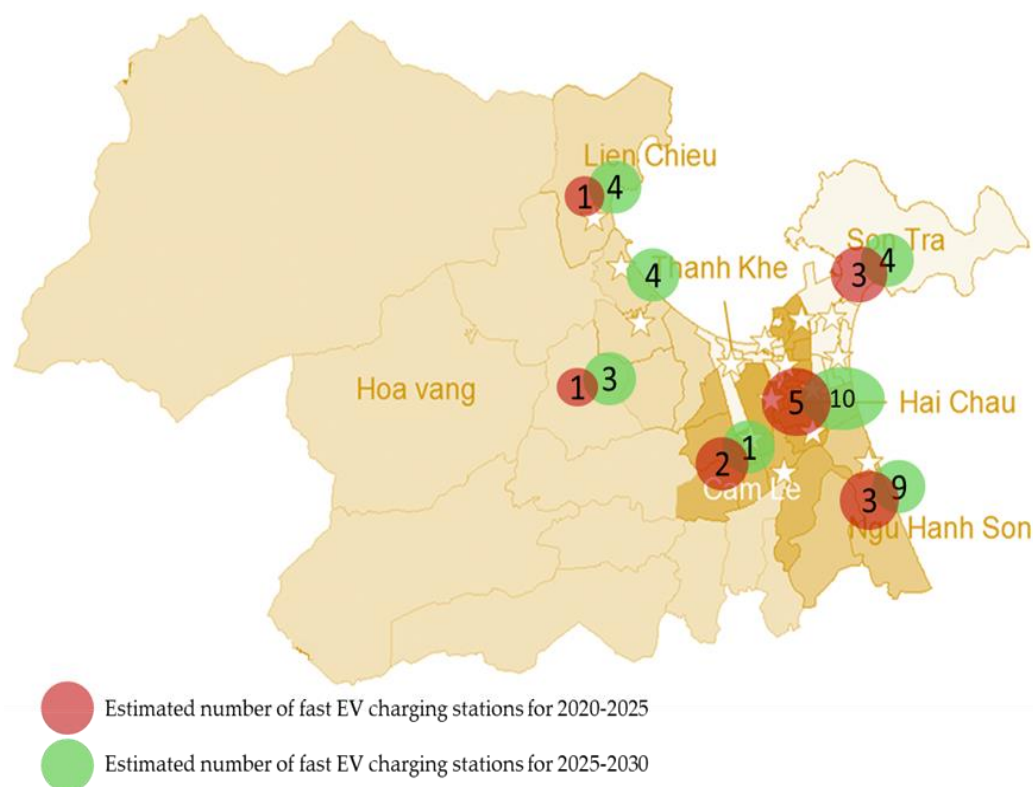 Lien Chieu
1 4
Son Tra
3 4
4 Thanh Khe
1 3
Hoa vang
5 10 Hai Chau
2 1
Cam Le
3 9
Ngu Hanh Son
Estimated number of fast EV charging stations for 2020-2025
Estimated number of fast EV charging stations for 2025-2030